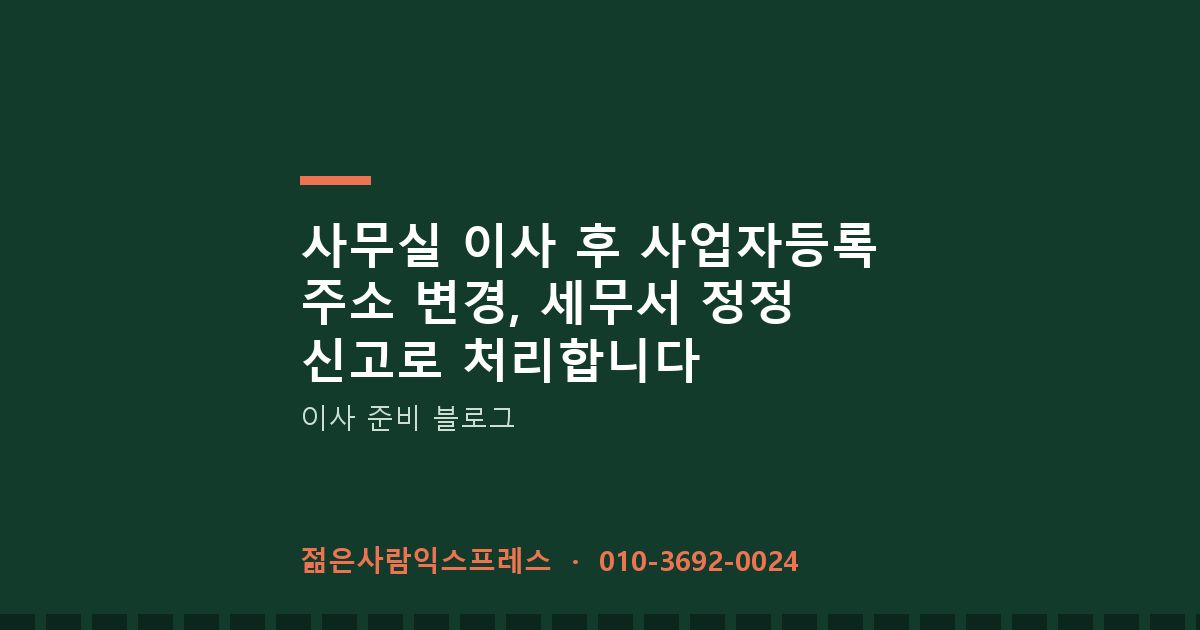 사무실 이사 후 사업자등록
주소 변경, 세무서 정정
신고로 처리합니다
이사 준비 블로그
젊은사람익스프레스 · 010-3692-0024